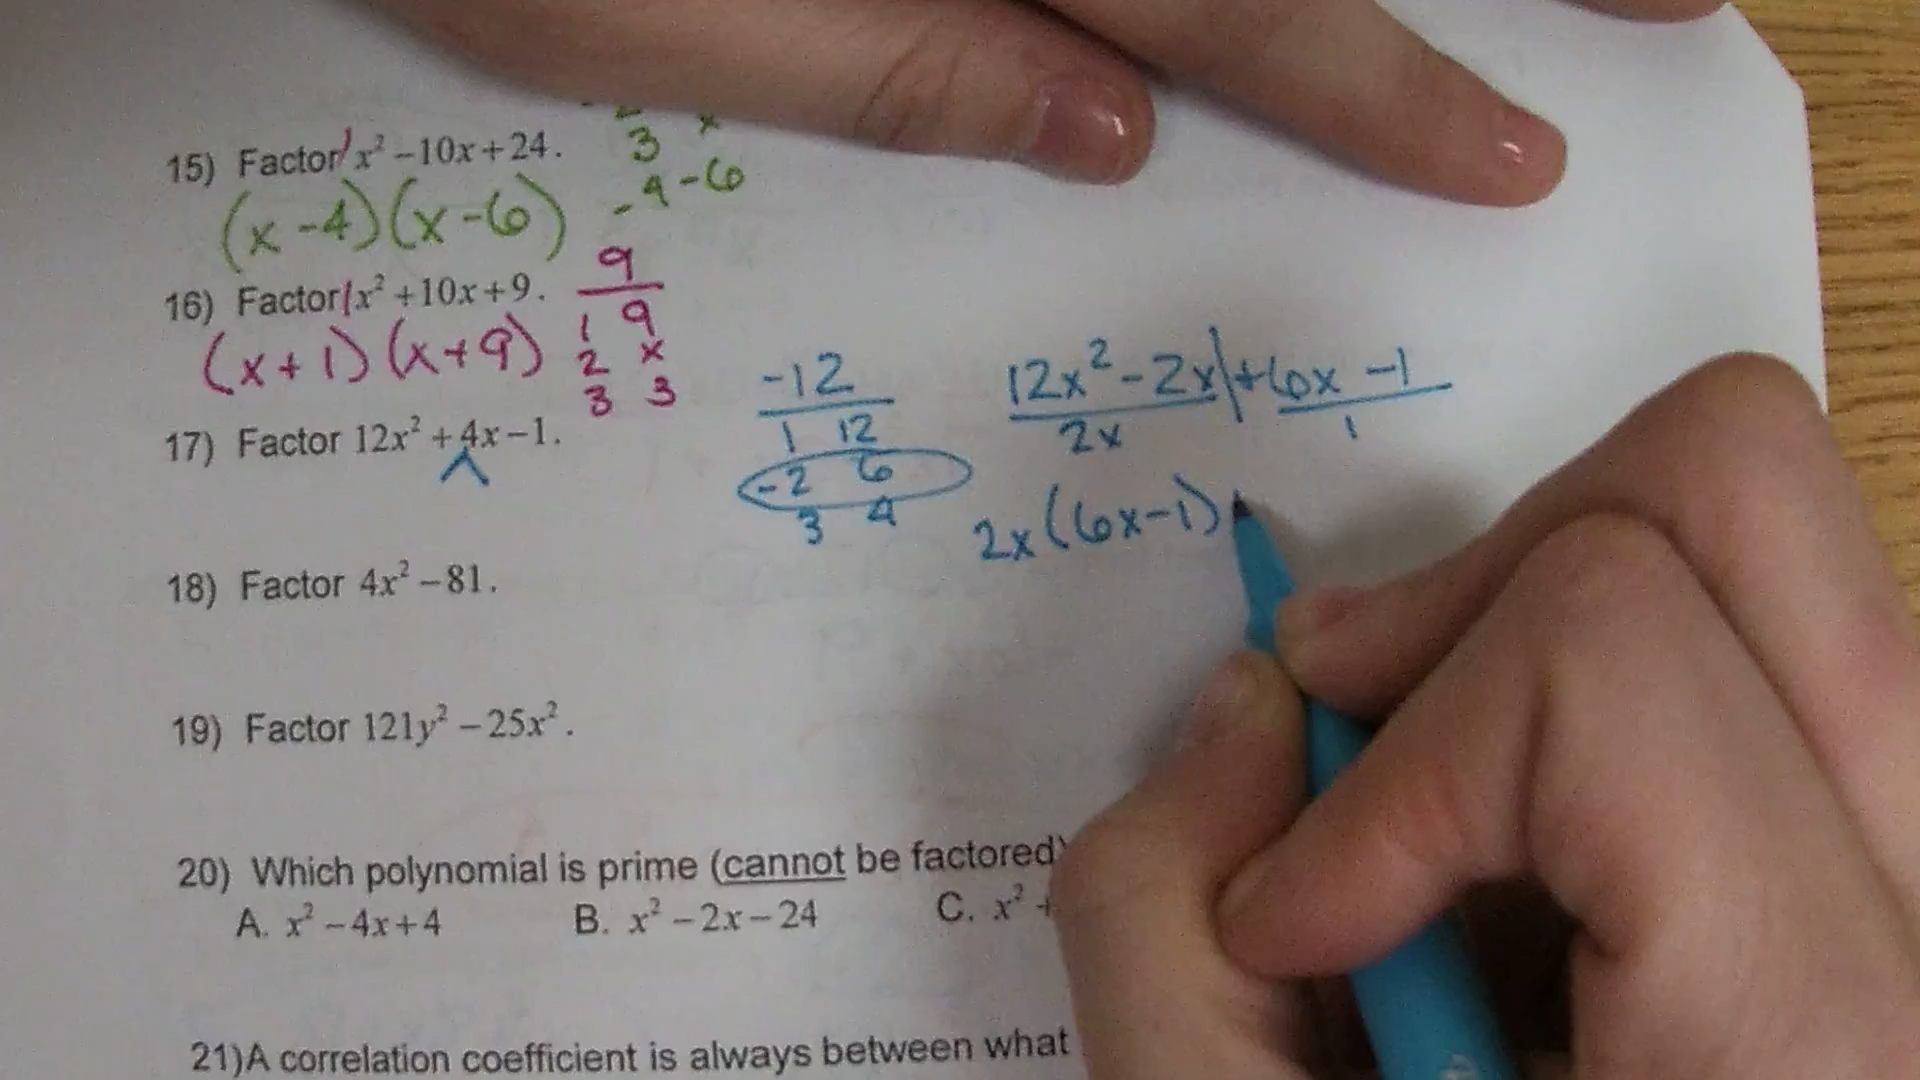 15) Factor 1x² − 10x + 24.
3 x
-4 -6
(x - 4)(x - 6)
16) Factor 1x² + 10x + 9.
9
1 9
2 x
3 3
(x + 1)(x + 9)
17) Factor 12x² + 4x − 1.
-12
1 12
-2 6
3 4
12x² - 2x | + 6x - 1
2x 1
2x(6x - 1)
18) Factor 4x² − 81.
19) Factor 121y² − 25x².
20) Which polynomial is prime (cannot be factored)
A. x² − 4x + 4 B. x² − 2x − 24 C. x² +
21)A correlation coefficient is always between what